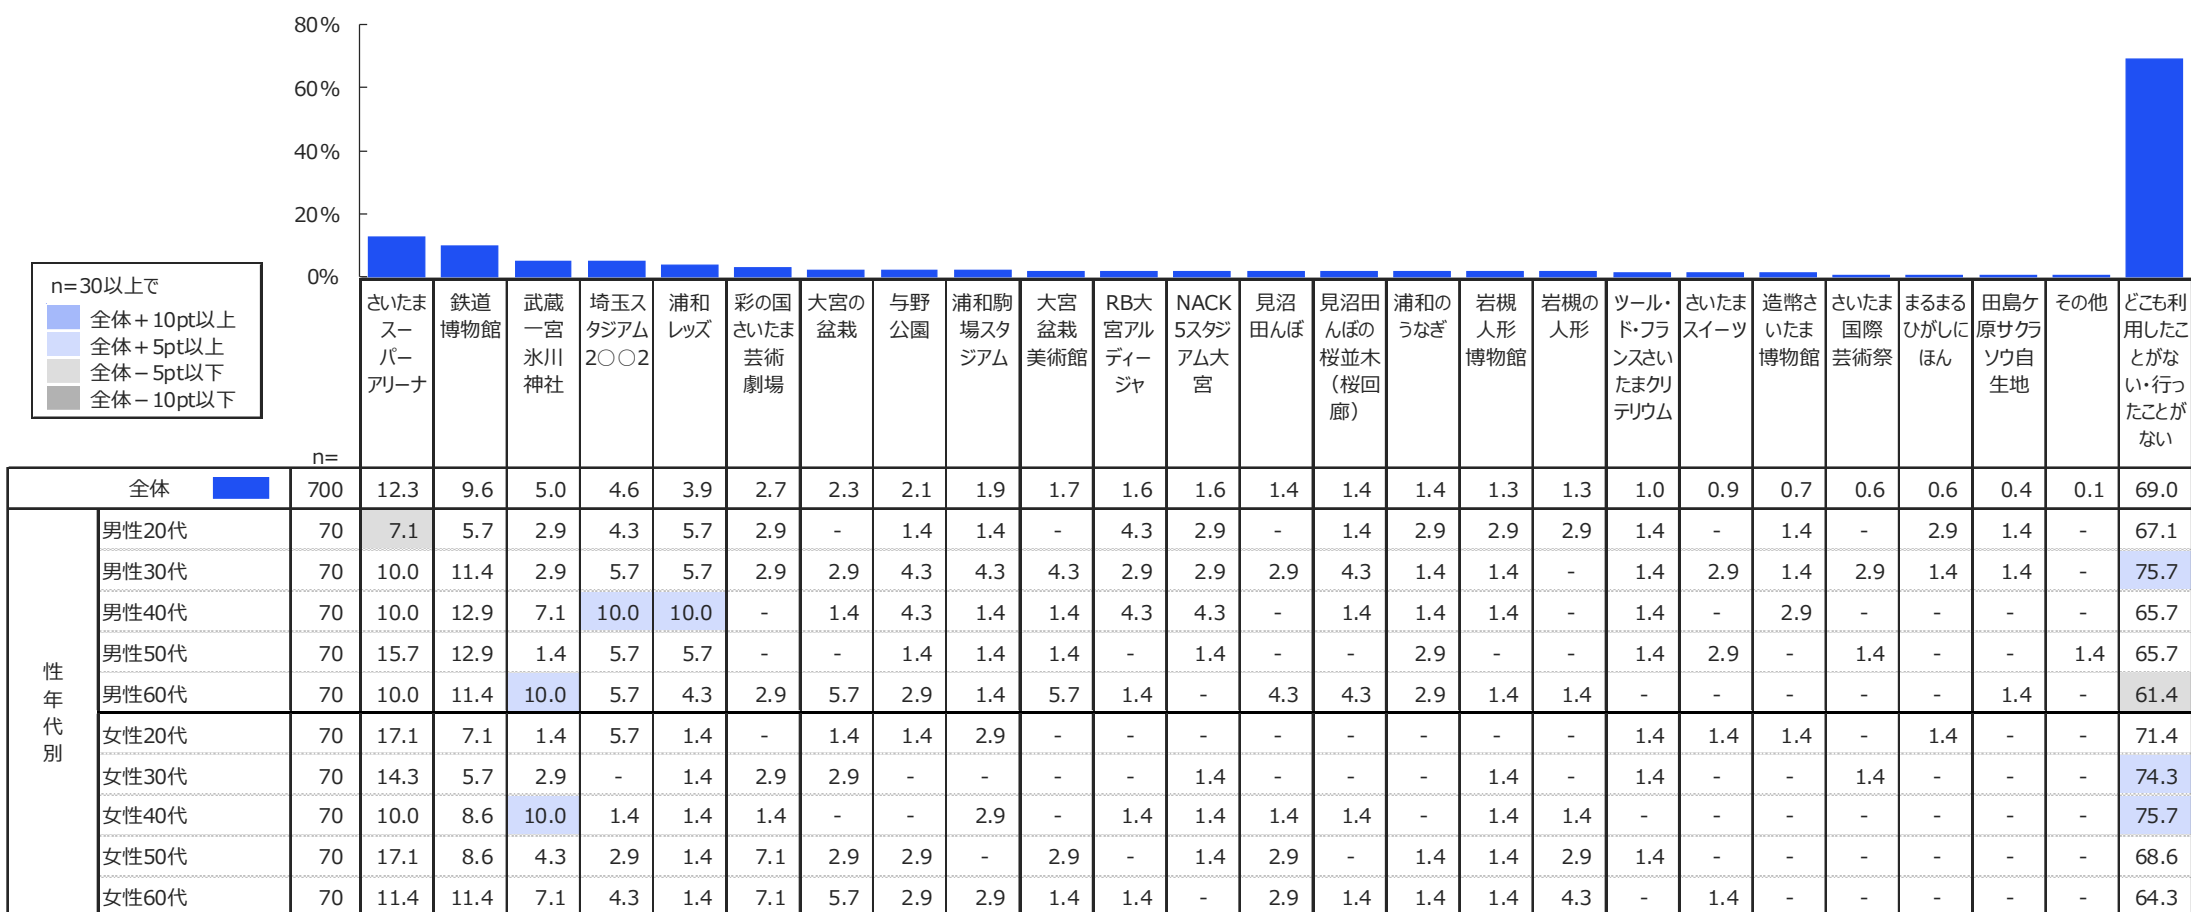 80%
60%
40%
20%
0%
n=30以上で
全体+10pt以上
全体+5pt以上
全体-5pt以下
全体-10pt以下
n=
さいたま
スー
パー
アリーナ
鉄道
博物館
武蔵
一宮
氷川
神社
埼玉ス
タジアム
2○○2
浦和
レッズ
彩の国
さいたま
芸術
劇場
大宮の
盆栽
与野
公園
浦和駒
場スタ
ジアム
大宮
盆栽
美術館
RB大
宮アル
ディー
ジャ
NACK
5スタジ
アム大
宮
見沼
田んぼ
見沼田
んぼの
桜並木
(桜回
廊)
浦和の
うなぎ
岩槻
人形
博物館
岩槻の
人形
ツール・
ド・フラ
ンスさい
たまクリ
テリウム
さいたま
スイーツ
造幣さ
いたま
博物館
さいたま
国際
芸術祭
まるまる
ひがしに
ほん
田島ケ
原サクラ
ソウ自
生地
その他
どこも利
用したこ
とがな
い・行っ
たことが
ない
全体 700 12.3 9.6 5.0 4.6 3.9 2.7 2.3 2.1 1.9 1.7 1.6 1.6 1.4 1.4 1.4 1.3 1.3 1.0 0.9 0.7 0.6 0.6 0.4 0.1 69.0
性年代別
男性20代 70 7.1 5.7 2.9 4.3 5.7 2.9 - 1.4 1.4 - 4.3 2.9 - 1.4 2.9 2.9 2.9 1.4 - 1.4 - 2.9 1.4 - 67.1
男性30代 70 10.0 11.4 2.9 5.7 5.7 2.9 2.9 4.3 4.3 4.3 2.9 2.9 2.9 4.3 1.4 1.4 - 1.4 2.9 1.4 2.9 1.4 1.4 - 75.7
男性40代 70 10.0 12.9 7.1 10.0 10.0 - 1.4 4.3 1.4 1.4 4.3 4.3 - 1.4 1.4 1.4 - 1.4 - 2.9 - - - - 65.7
男性50代 70 15.7 12.9 1.4 5.7 5.7 - - 1.4 1.4 1.4 - 1.4 - - 2.9 - - 1.4 2.9 - 1.4 - - 1.4 65.7
男性60代 70 10.0 11.4 10.0 5.7 4.3 2.9 5.7 2.9 1.4 5.7 1.4 - 4.3 4.3 2.9 1.4 1.4 - - - - - 1.4 - 61.4
女性20代 70 17.1 7.1 1.4 5.7 1.4 - 1.4 1.4 2.9 - - - - - - - - 1.4 1.4 1.4 - 1.4 - - 71.4
女性30代 70 14.3 5.7 2.9 - 1.4 2.9 2.9 - - - - 1.4 - - - 1.4 - 1.4 - - 1.4 - - - 74.3
女性40代 70 10.0 8.6 10.0 1.4 1.4 1.4 - - 2.9 - 1.4 1.4 1.4 1.4 - 1.4 1.4 - - - - - - - 75.7
女性50代 70 17.1 8.6 4.3 2.9 1.4 7.1 2.9 2.9 - 2.9 - 1.4 2.9 - 1.4 1.4 2.9 1.4 - - - - - - 68.6
女性60代 70 11.4 11.4 7.1 4.3 1.4 7.1 5.7 2.9 2.9 1.4 1.4 - 2.9 1.4 1.4 1.4 4.3 - 1.4 - - - - - 64.3